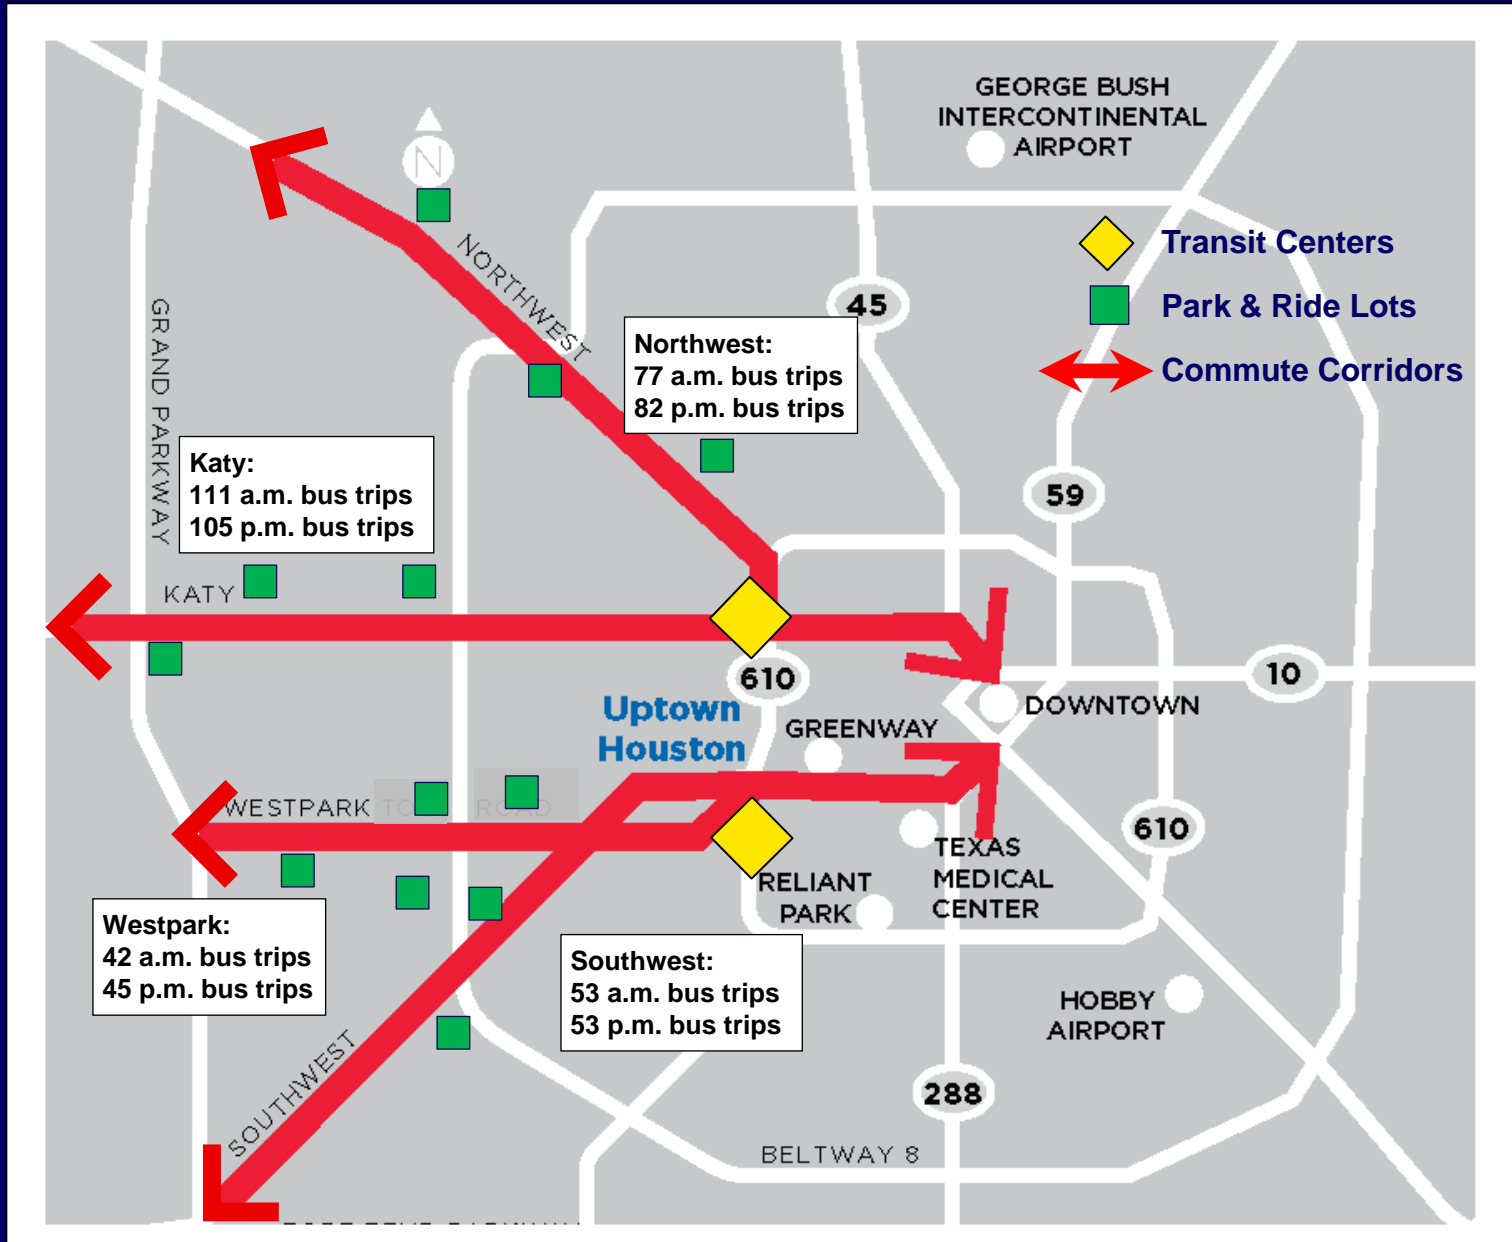 GEORGE BUSH
INTERCONTINENTAL
AIRPORT
N
Transit Centers
Park & Ride Lots
Commute Corridors
NORTHWEST
45
GRAND PARKWAY
Northwest:
77 a.m. bus trips
82 p.m. bus trips
Katy:
111 a.m. bus trips
105 p.m. bus trips
59
KATY
610
10
Uptown
Houston
DOWNTOWN
GREENWAY
WESTPARK TO ROAD
610
TEXAS
MEDICAL
CENTER
RELIANT
PARK
Westpark:
42 a.m. bus trips
45 p.m. bus trips
Southwest:
53 a.m. bus trips
53 p.m. bus trips
HOBBY
AIRPORT
SOUTHWEST
288
BELTWAY 8